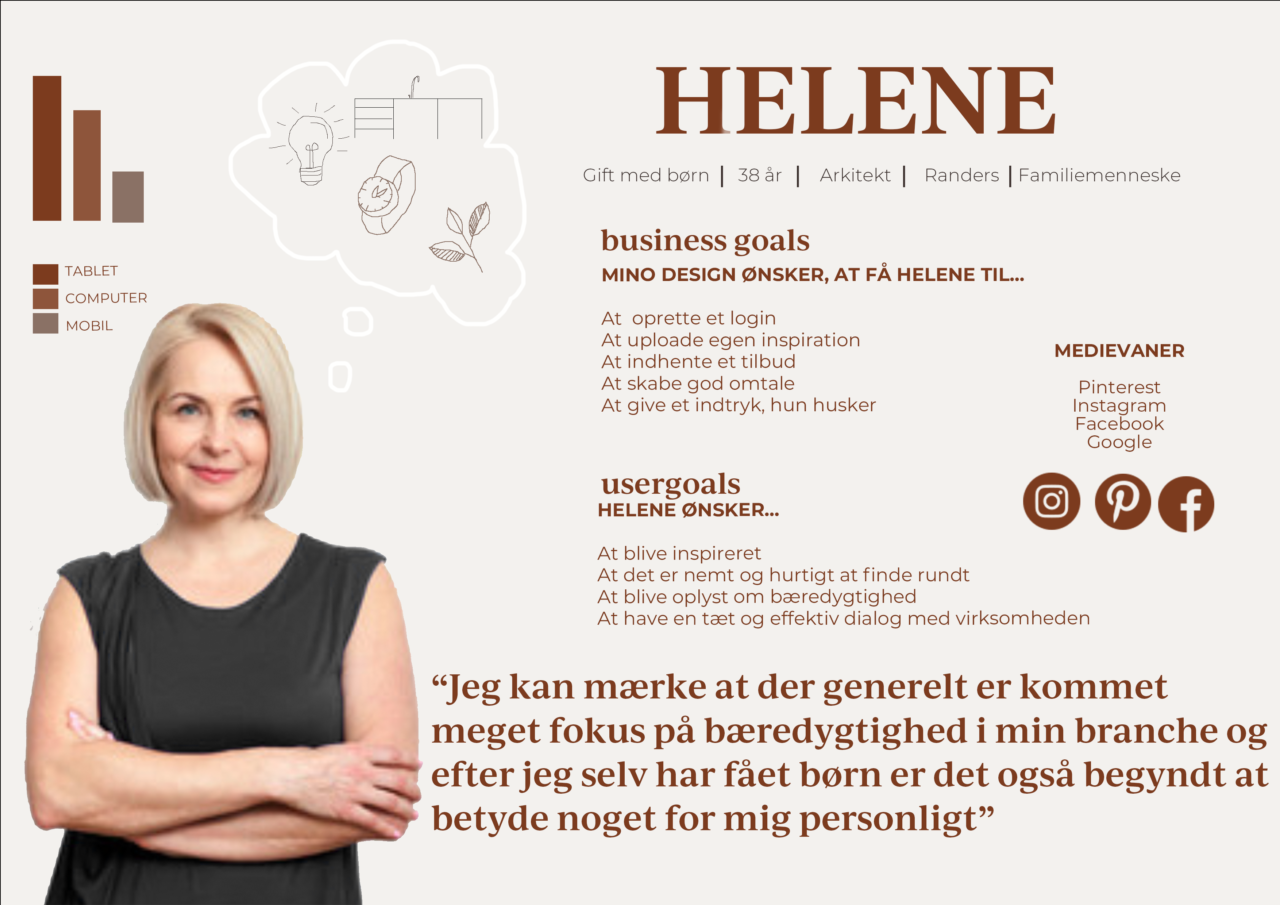 HELENE
Gift med børn | 38 år | Arkitekt | Randers | Familiemenneske
TABLET
COMPUTER
MOBIL
business goals
MINO DESIGN ØNSKER, AT FÅ HELENE TIL...
At oprette et login
At uploade egen inspiration
At indhente et tilbud
At skabe god omtale
At give et indtryk, hun husker
MEDIEVANER
Pinterest
Instagram
Facebook
Google
usergoals
HELENE ØNSKER...
At blive inspireret
At det er nemt og hurtigt at finde rundt
At blive oplyst om bæredygtighed
At have en tæt og effektiv dialog med virksomheden
“Jeg kan mærke at der generelt er kommet
meget fokus på bæredygtighed i min branche og
efter jeg selv har fået børn er det også begyndt at
betyde noget for mig personligt”